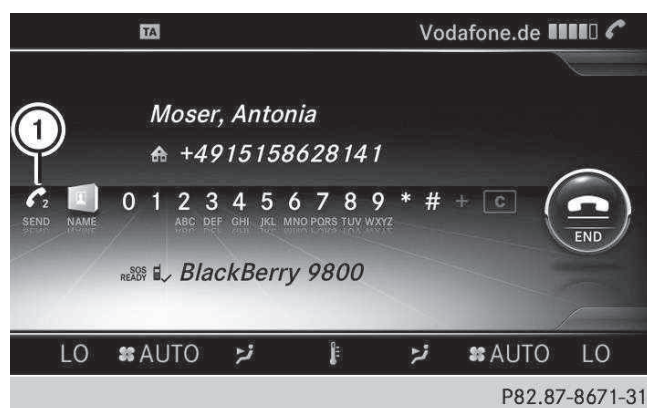 TA Vodafone.de
Moser, Antonia
1
+4915158628141
2 0 1 2 3 4 5 6 7 8 9 * # + C
SEND NAME ABC DEF GHI JKL MNO PQRS TUV WXYZ END
SOS READY BlackBerry 9800
LO AUTO AUTO LO
P82.87-8671-31